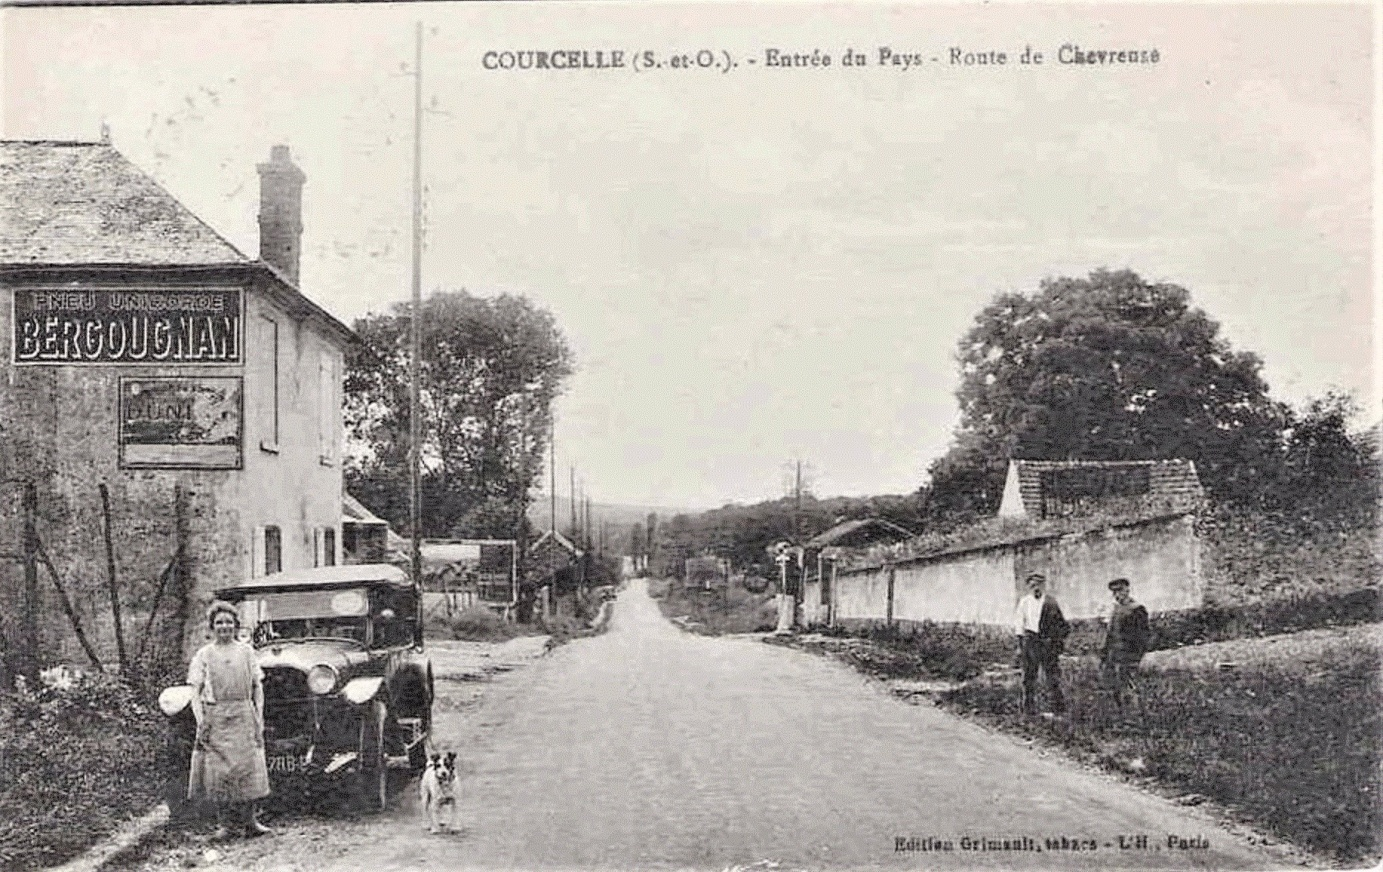 COURCELLE (S.-et-O.). - Entrée du Pays - Route de Chevreuse
PNEU UNICORDE
BERGOUGNAN
Edition Grimault, tabacs - L'H., Paris